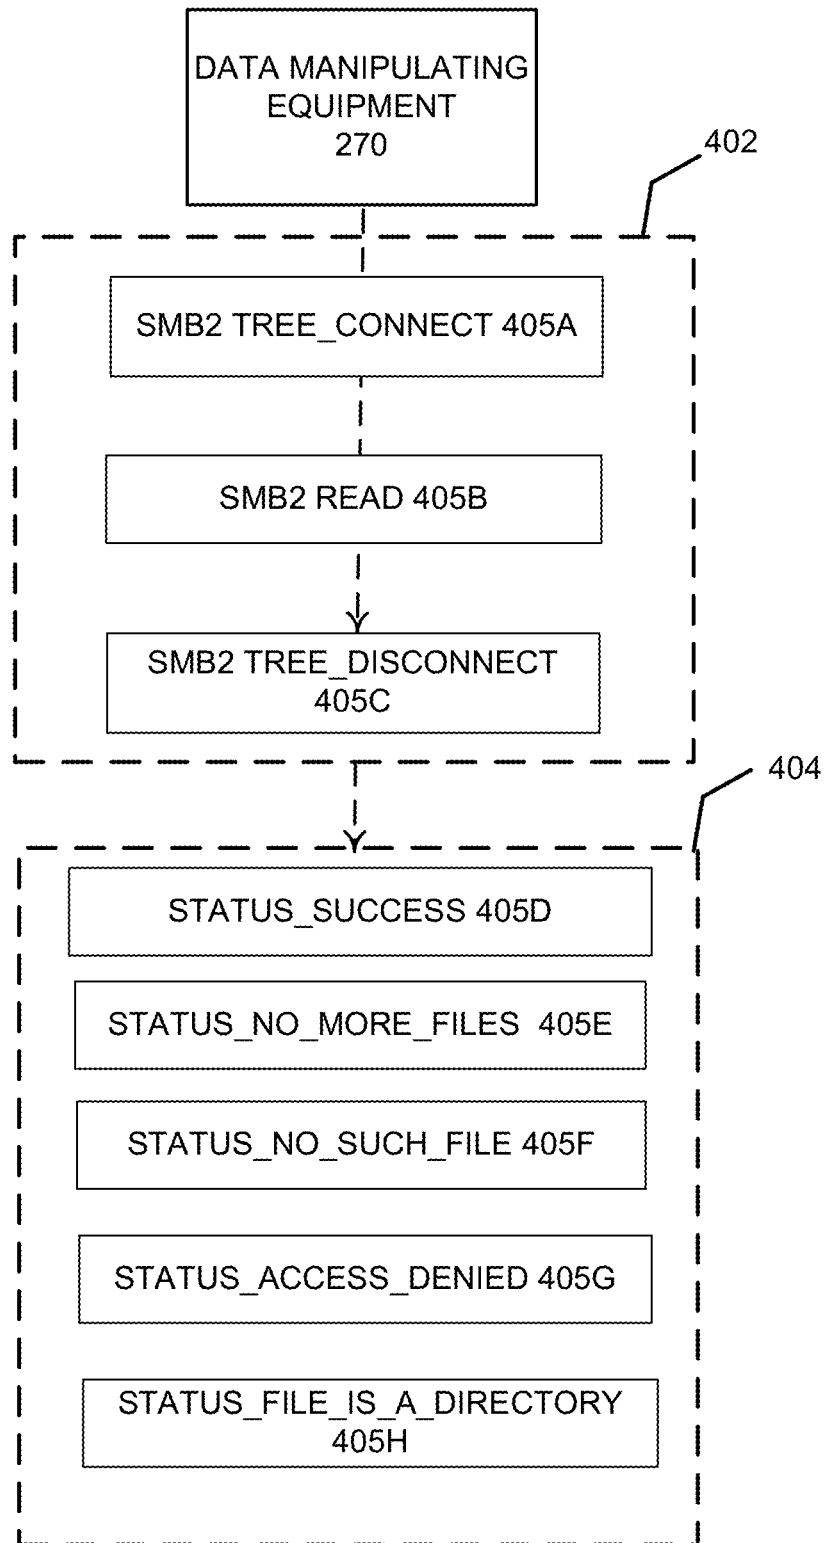 DATA MANIPULATING
EQUIPMENT
270
402
SMB2 TREE_CONNECT 405A
SMB2 READ 405B
SMB2 TREE_DISCONNECT
405C
404
STATUS_SUCCESS 405D
STATUS_NO_MORE_FILES 405E
STATUS_NO_SUCH_FILE 405F
STATUS_ACCESS_DENIED 405G
STATUS_FILE_IS_A_DIRECTORY
405H